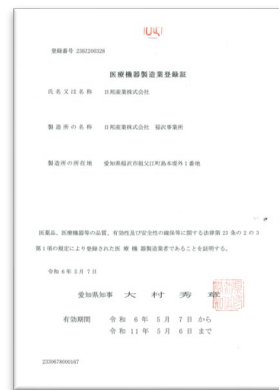 登録番号 23BZ200328
医療機器製造業登録証
氏名又は名称 日邦産業株式会社
製造所の名称 日邦産業株式会社 稲沢事業所
製造所の所在地 愛知県稲沢市祖父江町島本堤外1番地
医薬品、医療機器等の品質、有効性及び安全性の確保等に関する法律第23条の2の3
第1項の規定により登録された医療機器製造業者であることを証明する。
令和6年5月7日
愛知県知事 大村秀章
有効期間 令和 6年 5月 7日 から
令和 11年 5月 6日 まで
2330679000167